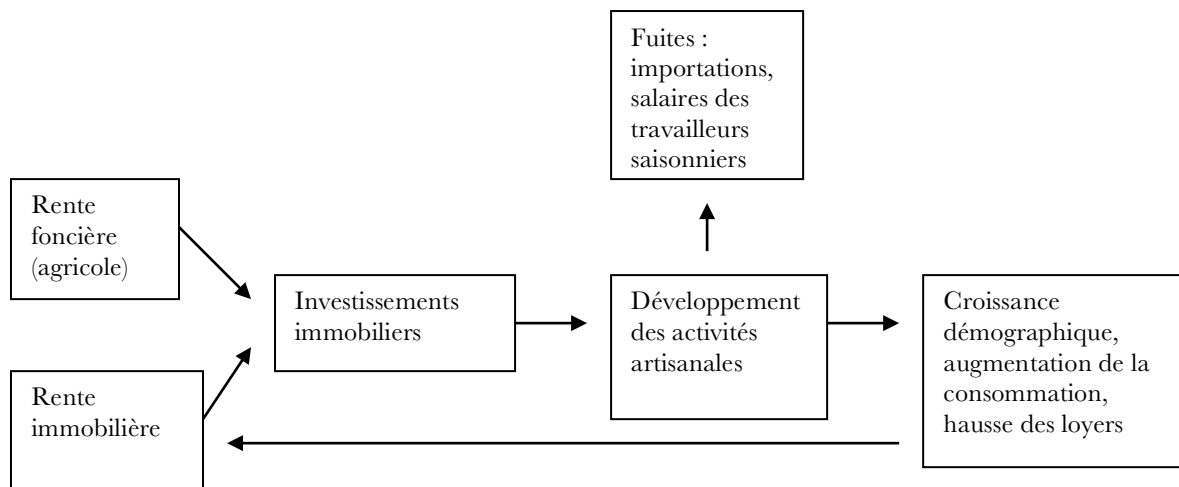 Fuites :
importations,
salaires des
travailleurs
saisonniers
Rente
foncière
(agricole)
Investissements
immobiliers
Développement
des activités
artisanales
Croissance
démographique,
augmentation de la
consommation,
hausse des loyers
Rente
immobilière